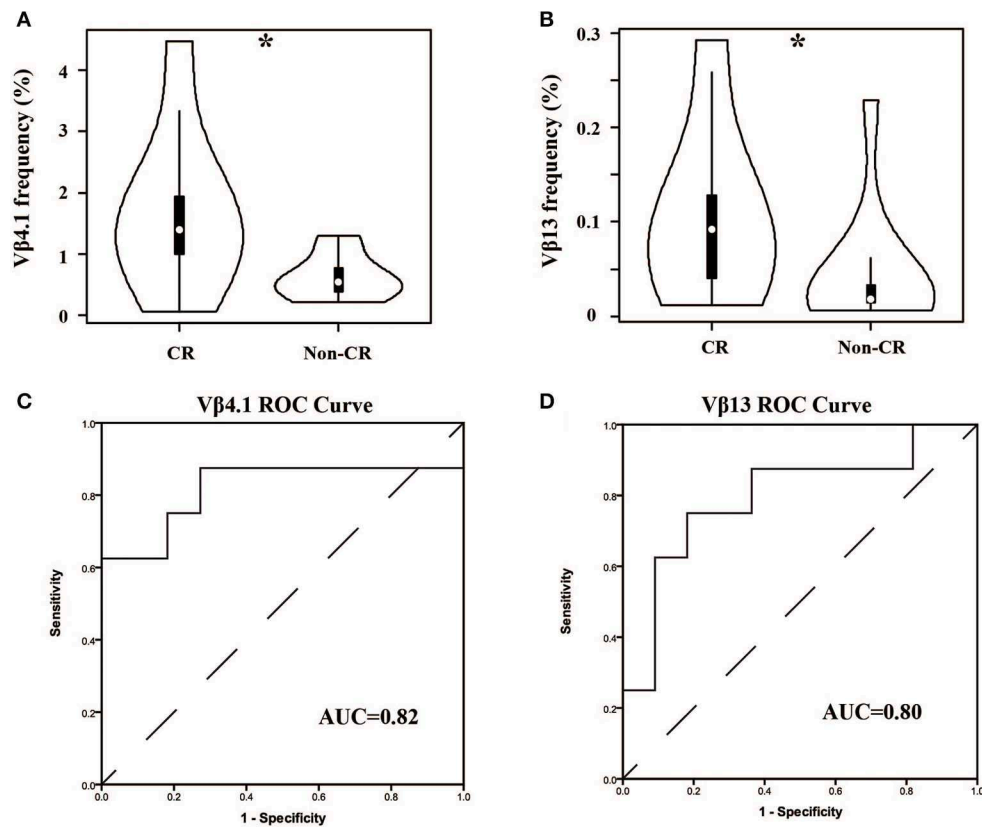 A
Vβ4.1 frequency (%)
4
3
2
1
0
*
CR
Non-CR
B
Vβ13 frequency (%)
0.3
0.2
0.1
0
*
CR
Non-CR
C
Vβ4.1 ROC Curve
Sensitivity
1.0
0.8
0.6
0.4
0.2
0.0
AUC=0.82
0.0 0.2 0.4 0.6 0.8 1.0
1 - Specificity
D
Vβ13 ROC Curve
Sensitivity
1.0
0.8
0.6
0.4
0.2
0.0
AUC=0.80
0.0 0.2 0.4 0.6 0.8 1.0
1 - Specificity